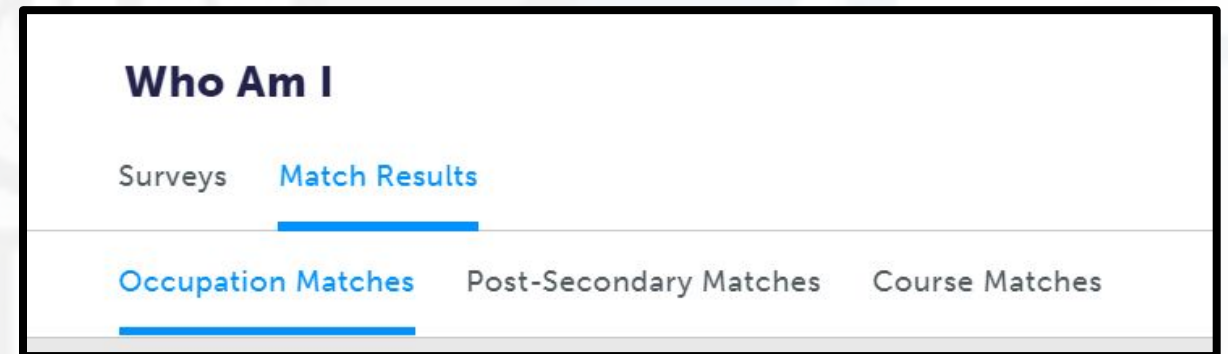 Who Am I
Surveys Match Results
Occupation Matches Post-Secondary Matches Course Matches